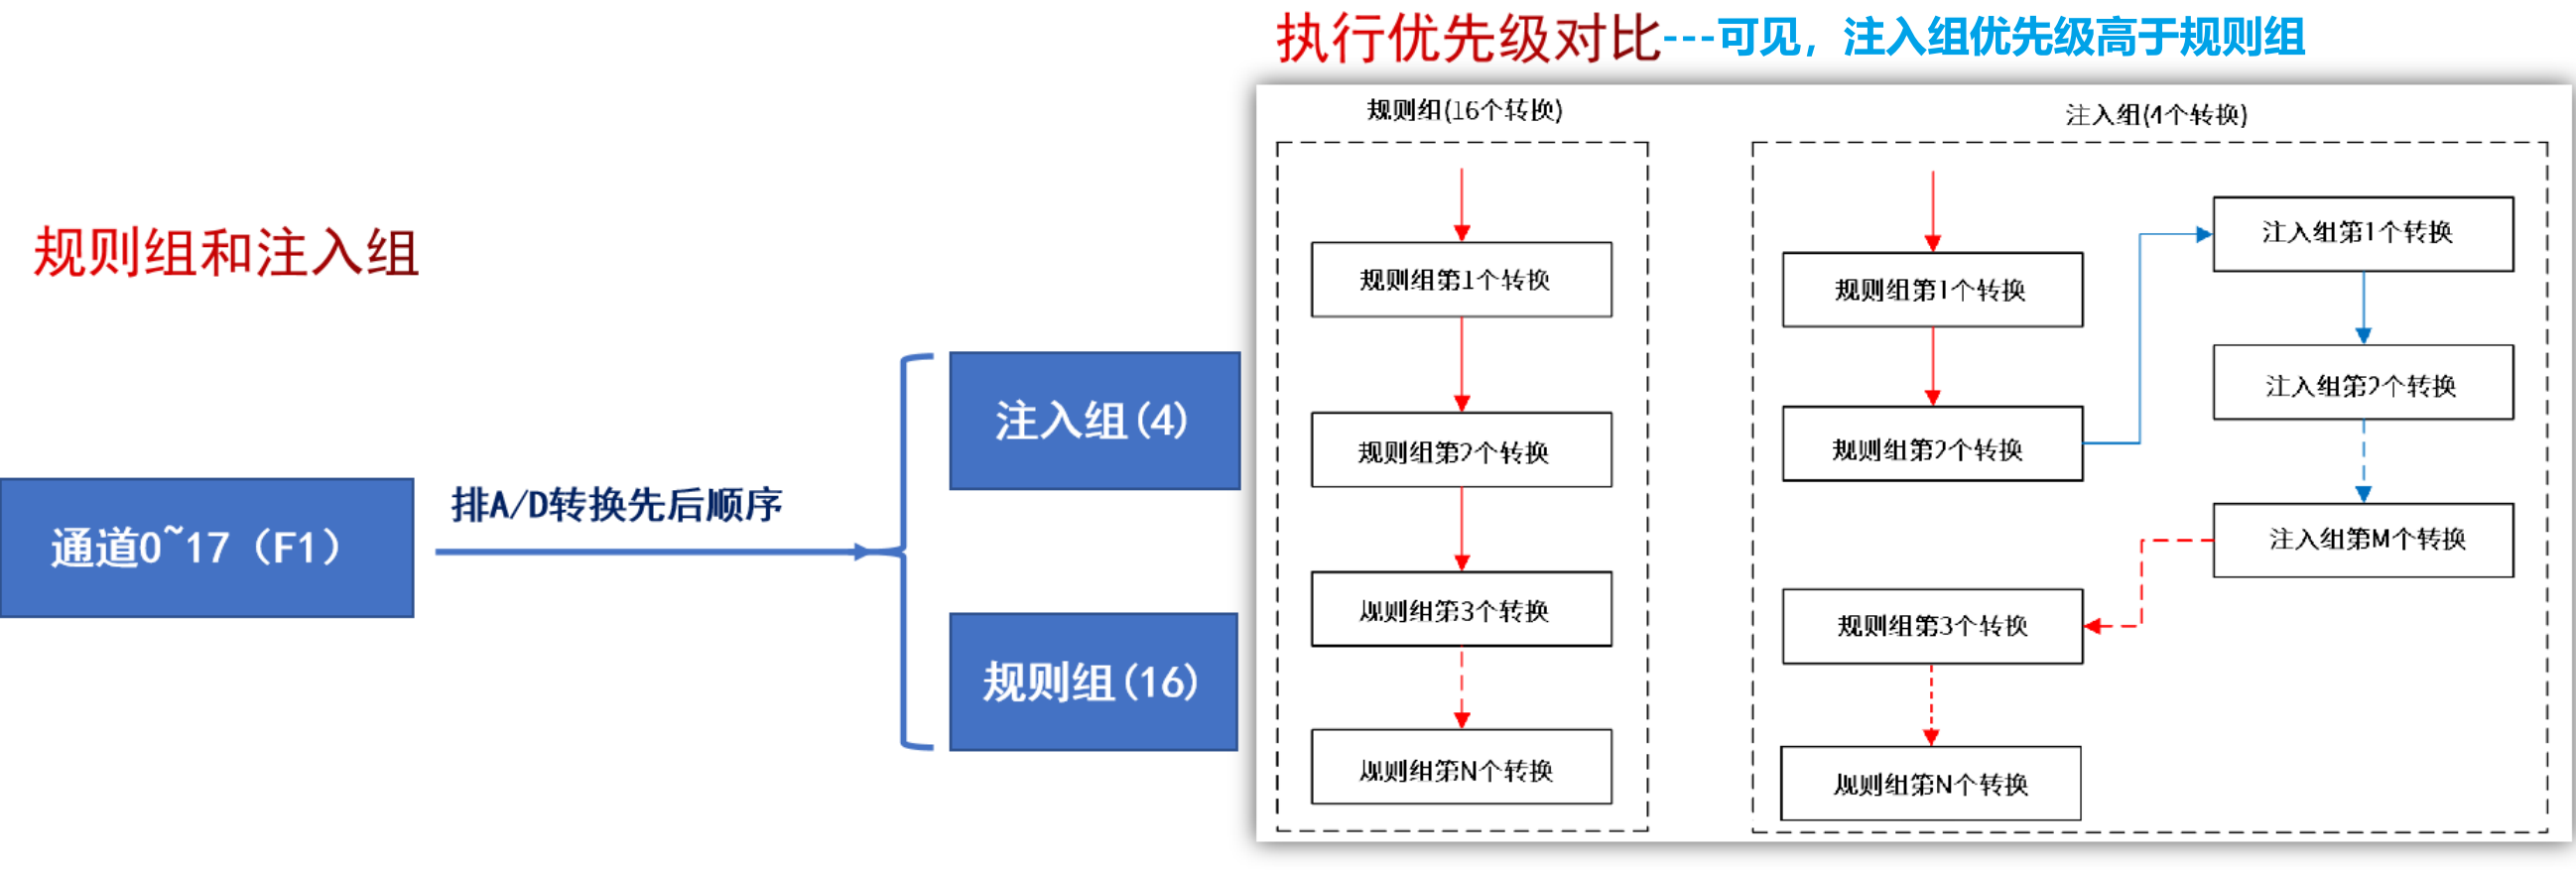 执行优先级对比---可见，注入组优先级高于规则组
规则组和注入组
通道0~17（F1）
排A/D转换先后顺序
注入组(4)
规则组(16)
规则组(16个转换)
规则组第1个转换
规则组第2个转换
规则组第3个转换
规则组第N个转换
注入组(4个转换)
规则组第1个转换
规则组第2个转换
注入组第1个转换
注入组第2个转换
注入组第M个转换
规则组第3个转换
规则组第N个转换